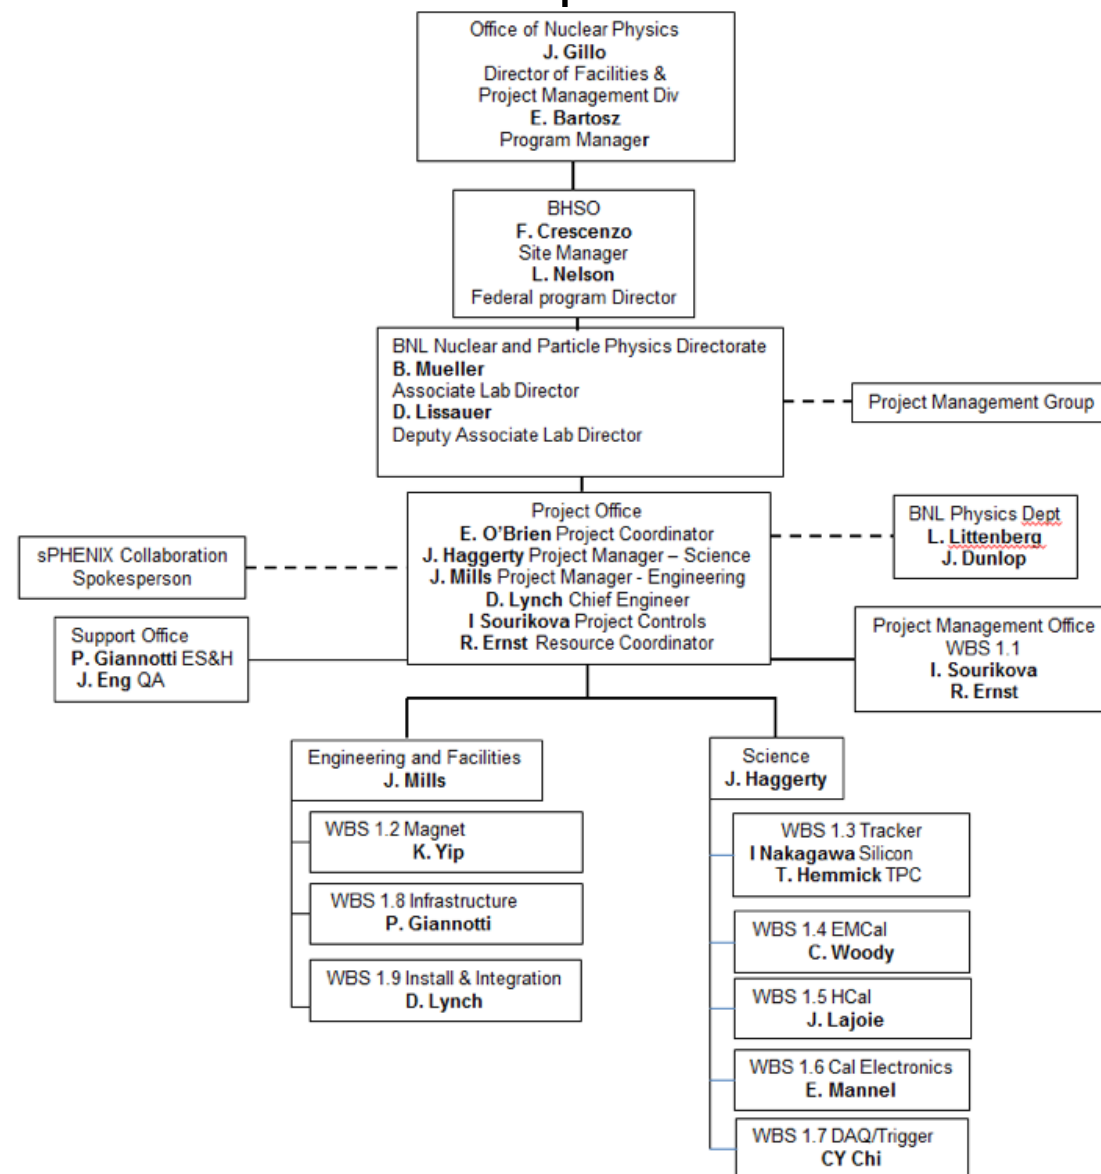 Office of Nuclear Physics
J. Gillo
Director of Facilities &
Project Management Div
E. Bartosz
Program Manager
BHSO
F. Crescenzo
Site Manager
L. Nelson
Federal program Director
BNL Nuclear and Particle Physics Directorate
B. Mueller
Associate Lab Director
D. Lissauer
Deputy Associate Lab Director
Project Management Group
Project Office
E. O’Brien Project Coordinator
J. Haggerty Project Manager – Science
J. Mills Project Manager - Engineering
D. Lynch Chief Engineer
I Sourikova Project Controls
R. Ernst Resource Coordinator
BNL Physics Dept
L. Littenberg
J. Dunlop
sPHENIX Collaboration
Spokesperson
Support Office
P. Giannotti ES&H
J. Eng QA
Project Management Office
WBS 1.1
I. Sourikova
R. Ernst
Engineering and Facilities
J. Mills
WBS 1.2 Magnet
K. Yip
WBS 1.8 Infrastructure
P. Giannotti
WBS 1.9 Install & Integration
D. Lynch
Science
J. Haggerty
WBS 1.3 Tracker
I Nakagawa Silicon
T. Hemmick TPC
WBS 1.4 EMCal
C. Woody
WBS 1.5 HCal
J. Lajoie
WBS 1.6 Cal Electronics
E. Mannel
WBS 1.7 DAQ/Trigger
CY Chi